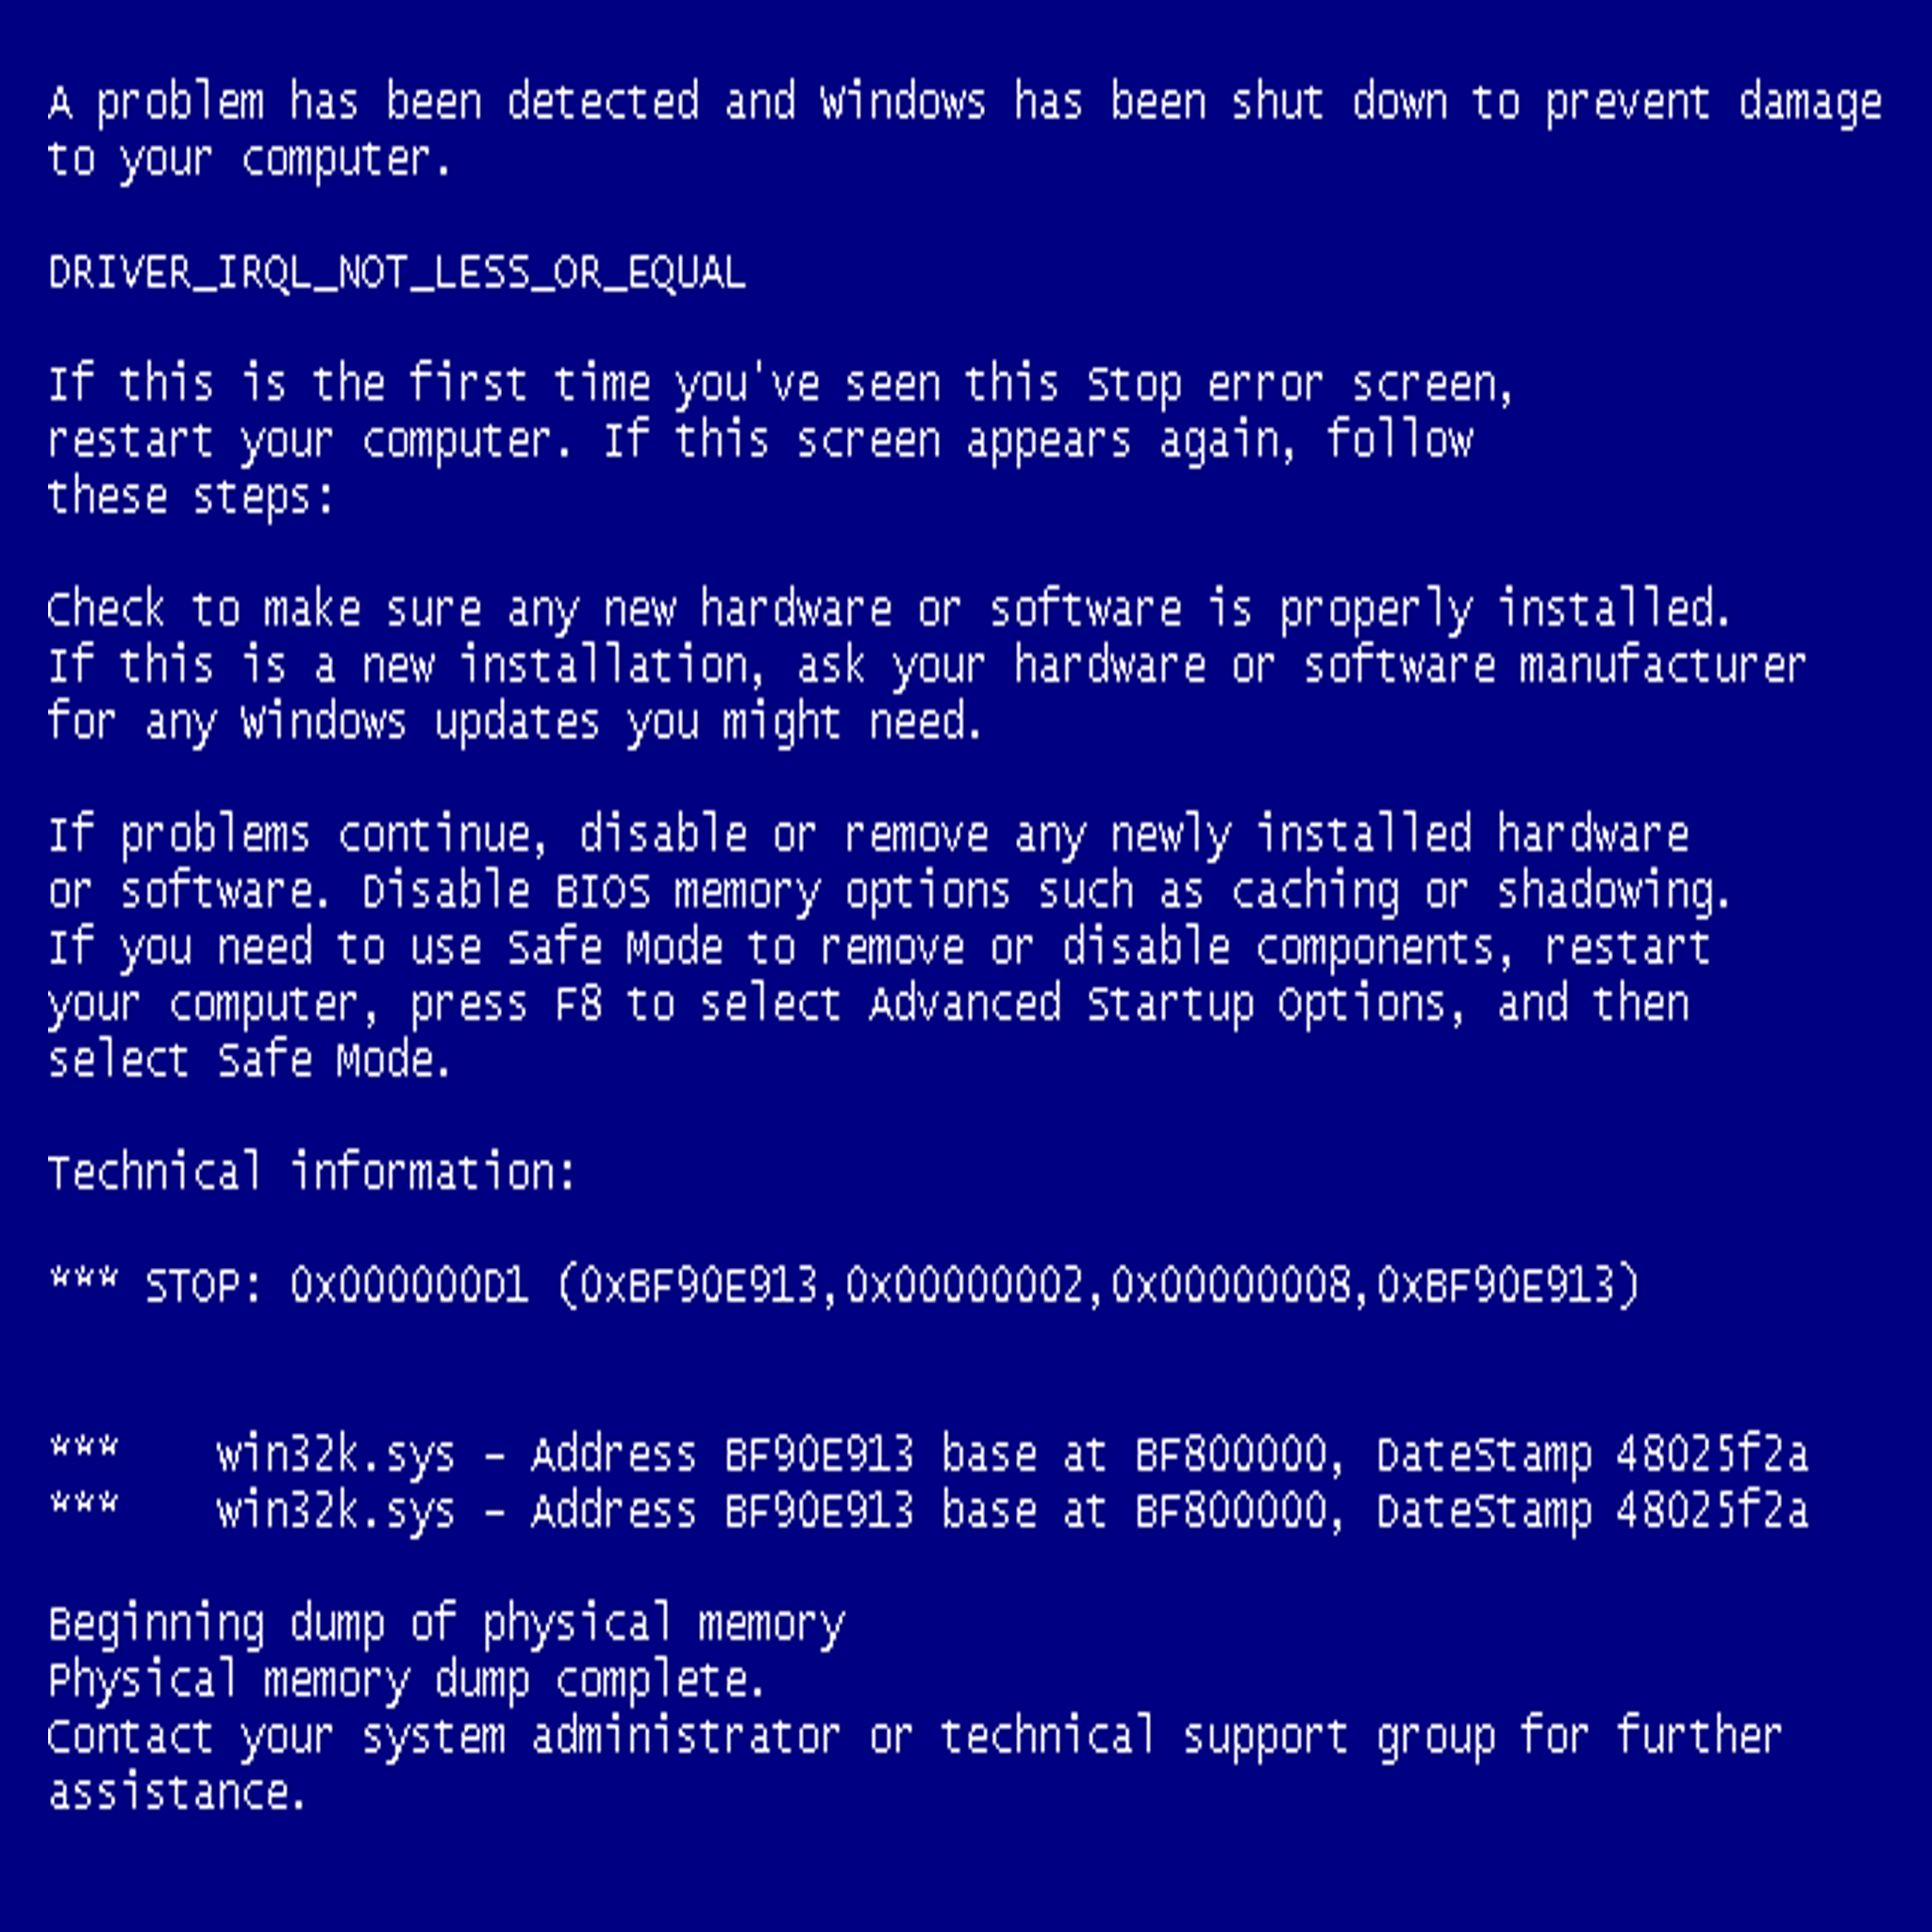 A problem has been detected and Windows has been shut down to prevent damage
to your computer.
DRIVER_IRQL_NOT_LESS_OR_EQUAL
If this is the first time you've seen this Stop error screen,
restart your computer. If this screen appears again, follow
these steps:
Check to make sure any new hardware or software is properly installed.
If this is a new installation, ask your hardware or software manufacturer
for any Windows updates you might need.
If problems continue, disable or remove any newly installed hardware
or software. Disable BIOS memory options such as caching or shadowing.
If you need to use Safe Mode to remove or disable components, restart
your computer, press F8 to select Advanced Startup Options, and then
select Safe Mode.
Technical information:
*** STOP: 0x000000D1 (0xBF90E913,0x00000002,0x00000008,0xBF90E913)
***    win32k.sys - Address BF90E913 base at BF800000, DateStamp 48025f2a
***    win32k.sys - Address BF90E913 base at BF800000, DateStamp 48025f2a
Beginning dump of physical memory
Physical memory dump complete.
Contact your system administrator or technical support group for further
assistance.